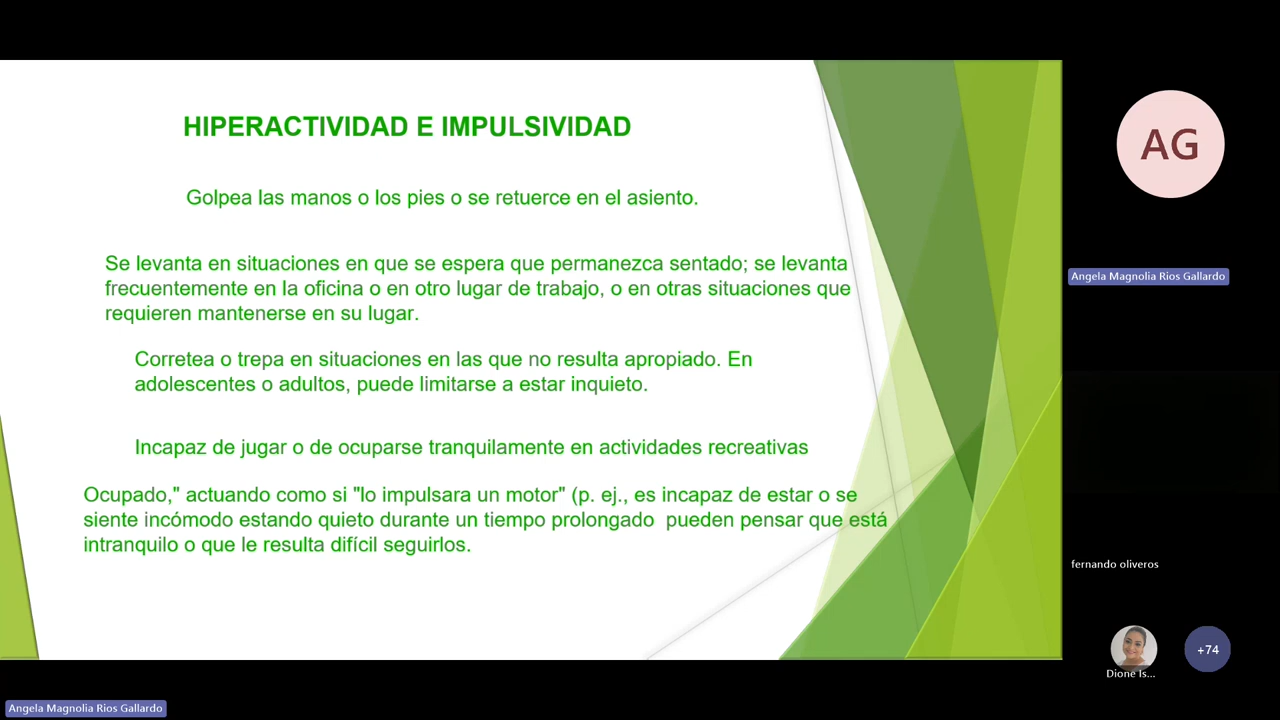 HIPERACTIVIDAD E IMPULSIVIDAD
Golpea las manos o los pies o se retuerce en el asiento.
Se levanta en situaciones en que se espera que permanezca sentado; se levanta
frecuentemente en la oficina o en otro lugar de trabajo, o en otras situaciones que
requieren mantenerse en su lugar.
Corretea o trepa en situaciones en las que no resulta apropiado. En
adolescentes o adultos, puede limitarse a estar inquieto.
Incapaz de jugar o de ocuparse tranquilamente en actividades recreativas
Ocupado," actuando como si "lo impulsara un motor" (p. ej., es incapaz de estar o se
siente incómodo estando quieto durante un tiempo prolongado pueden pensar que está
intranquilo o que le resulta difícil seguirlos.
AG
Angela Magnolia Rios Gallardo
fernando oliveros
Dione Is...
+74
Angela Magnolia Rios Gallardo